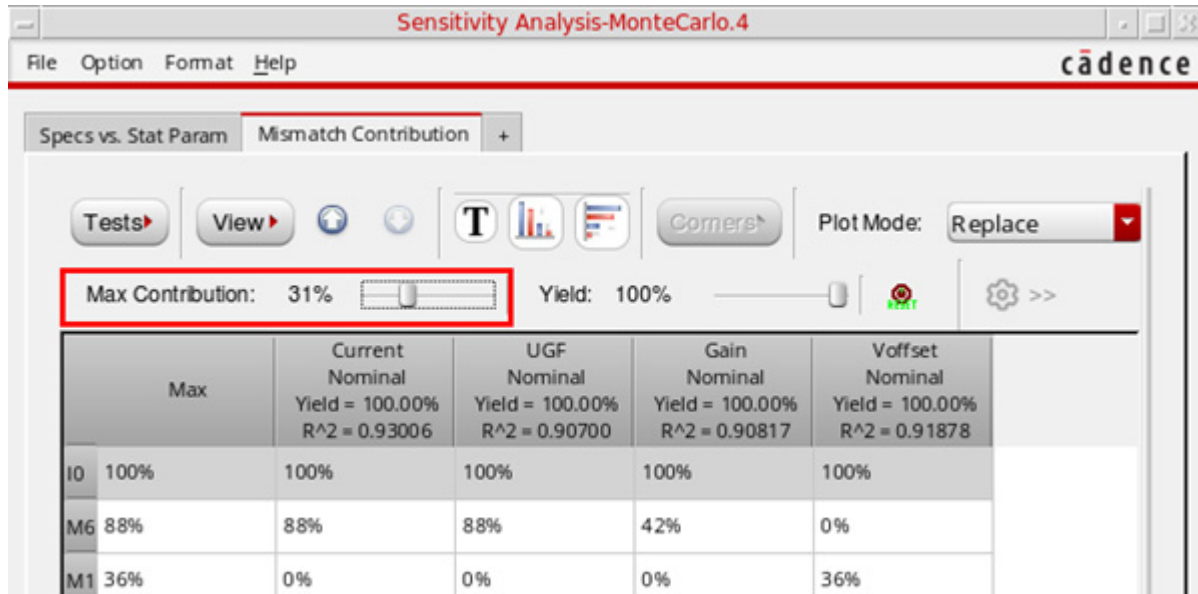 Sensitivity Analysis-MonteCarlo.4
File Option Format Help
cādence
Specs vs. Stat Param Mismatch Contribution +
Tests View T Corners Plot Mode: Replace
Max Contribution: 31% Yield: 100% RESET >>
Max
Current
Nominal
Yield = 100.00%
R^2 = 0.93006
UGF
Nominal
Yield = 100.00%
R^2 = 0.90700
Gain
Nominal
Yield = 100.00%
R^2 = 0.90817
Voffset
Nominal
Yield = 100.00%
R^2 = 0.91878
I0 100% 100% 100% 100% 100%
M6 88% 88% 88% 42% 0%
M1 36% 0% 0% 0% 36%